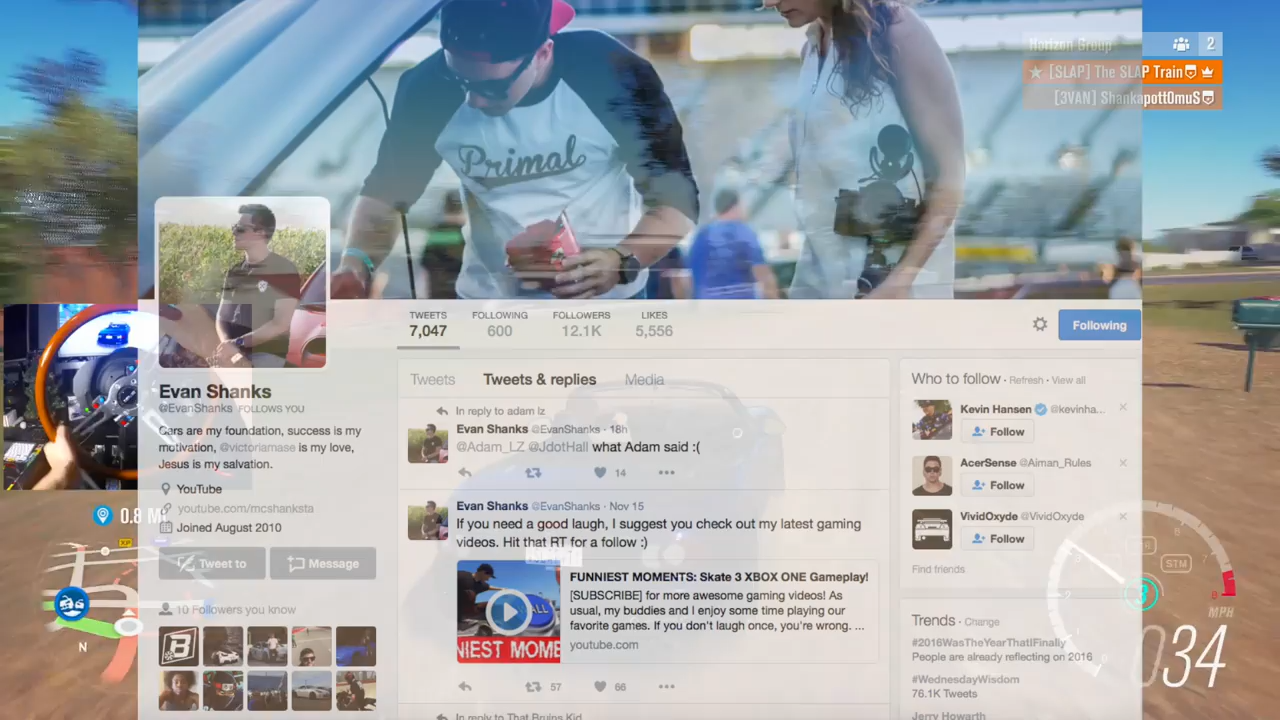 Primal
Horizon Group 2
[SLAP] The SLAP Train
[3VAN] Shankapott0muS
TWEETS
7,047
FOLLOWING
600
FOLLOWERS
12.1K
LIKES
5,556
Following
Evan Shanks
@EvanShanks FOLLOWS YOU
Cars are my foundation, success is my
motivation, @victoriamase is my love,
Jesus is my salvation.
YouTube
youtube.com/mcshanksta
Joined August 2010
Tweet to
Message
10 Followers you know
Tweets
Tweets & replies
Media
In reply to adam lz
Evan Shanks @EvanShanks · 18h
@Adam_LZ @JdotHall what Adam said :(
14
Evan Shanks @EvanShanks · Nov 15
If you need a good laugh, I suggest you check out my latest gaming
videos. Hit that RT for a follow :)
FUNNIEST MOMENTS: Skate 3 XBOX ONE Gameplay!
[SUBSCRIBE] for more awesome gaming videos! As
usual, my buddies and I enjoy some time playing our
favorite games. If you don't laugh once, you're wrong. ...
youtube.com
NIEST MOME
57
66
In reply to That Bruins Kid
Who to follow · Refresh · View all
Kevin Hansen @kevinha...
Follow
AcerSense @Aiman_Rules
Follow
VividOxyde @VividOxyde
Follow
Find friends
Trends · Change
#2016WasTheYearThatIFinally
People are already reflecting on 2016
#WednesdayWisdom
76.1K Tweets
Jerry Howarth
0.8 MI
XP
N
STM
3
8
MPH
034